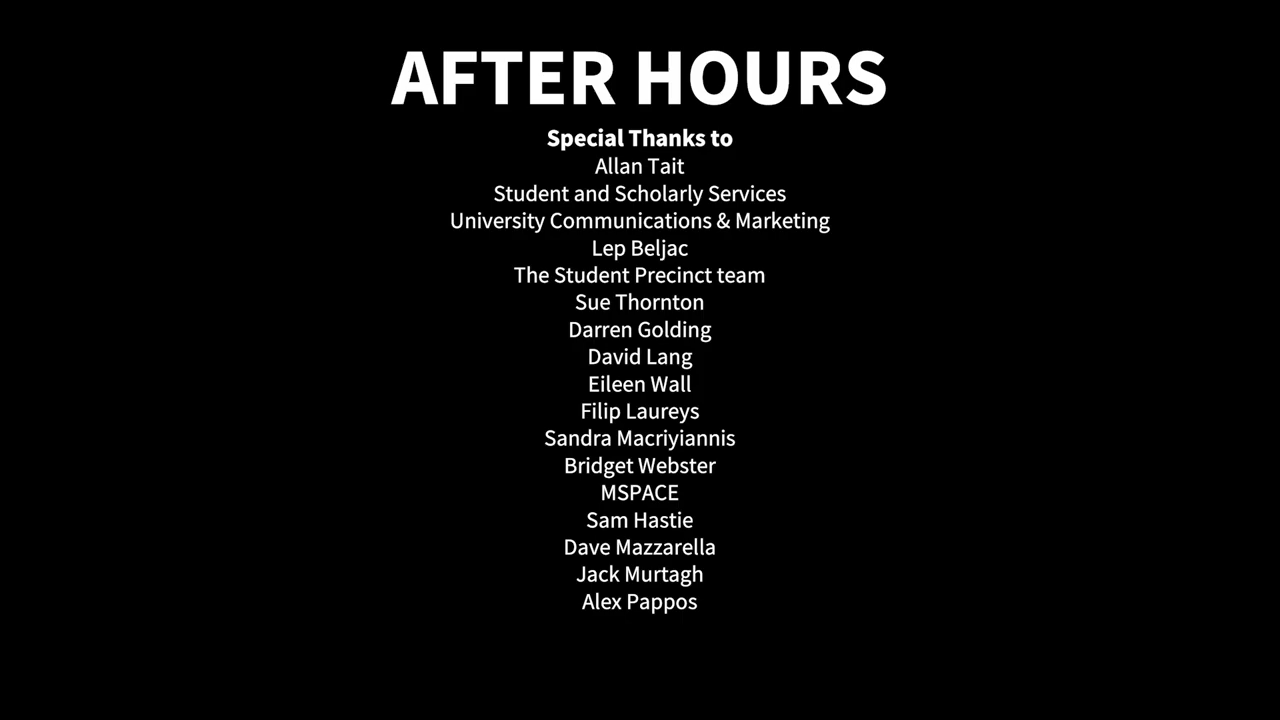 AFTER HOURS
Special Thanks to
Allan Tait
Student and Scholarly Services
University Communications & Marketing
Lep Beljac
The Student Precinct team
Sue Thornton
Darren Golding
David Lang
Eileen Wall
Filip Laureys
Sandra Macriyiannis
Bridget Webster
MSPACE
Sam Hastie
Dave Mazzarella
Jack Murtagh
Alex Pappos